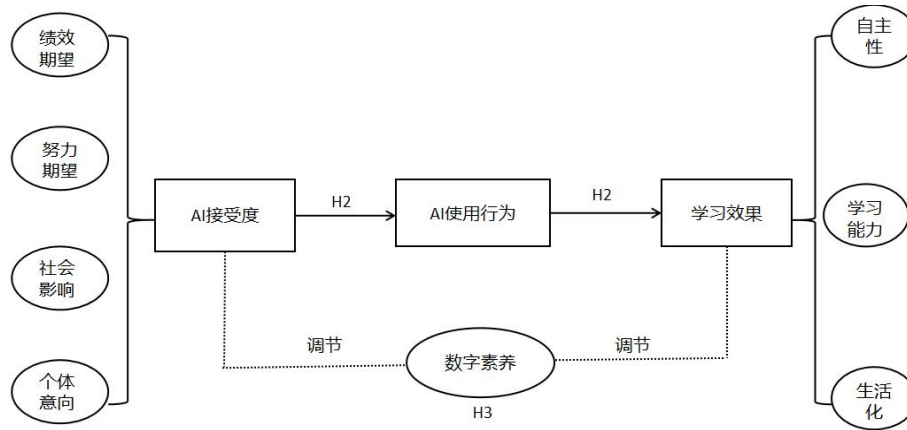 绩效
期望
努力
期望
社会
影响
个体
意向
AI接受度
H2
AI使用行为
H2
学习效果
调节
数字素养
调节
H3
自主
性
学习
能力
生活
化